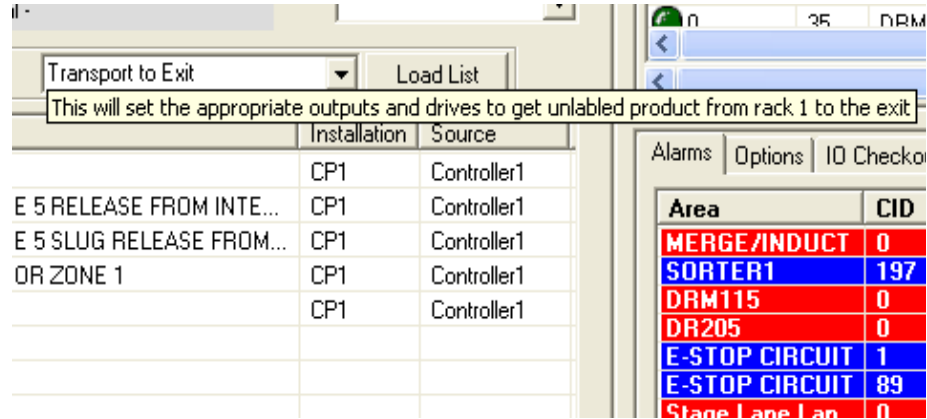 0 35 DRM
Transport to Exit Load List
This will set the appropriate outputs and drives to get unlabled product from rack 1 to the exit
Installation Source
CP1 Controller1
E 5 RELEASE FROM INTE... CP1 Controller1
E 5 SLUG RELEASE FROM... CP1 Controller1
OR ZONE 1 CP1 Controller1
CP1 Controller1
Alarms Options IO Checkou
Area CID
MERGE/INDUCT 0
SORTER1 197
DRM115 0
DR205 0
E-STOP CIRCUIT 1
E-STOP CIRCUIT 89
Stage Lane Lan 0